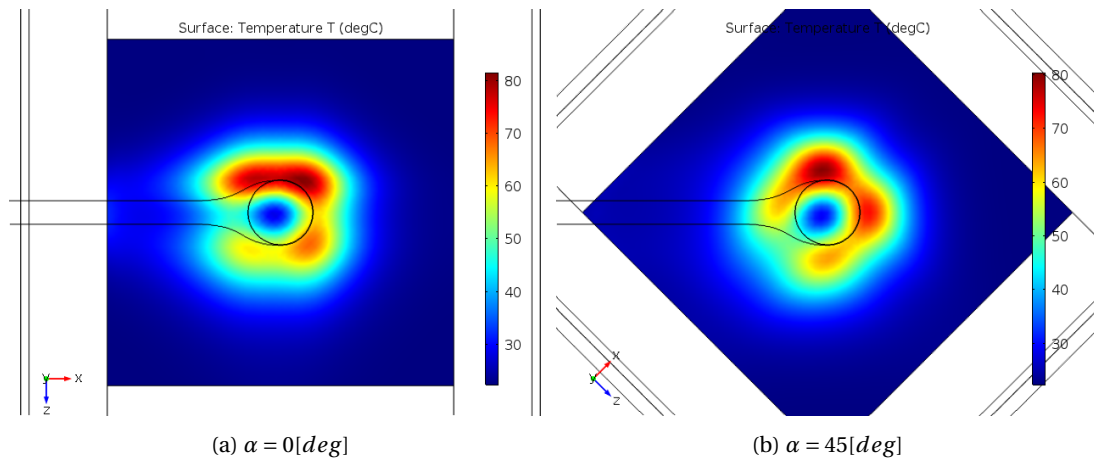 Surface: Temperature T (degC)
80
70
60
50
40
30
y
x
z
(a) α = 0[deg]
Surface: Temperature T (degC)
80
70
60
50
40
30
x
y
z
(b) α = 45[deg]